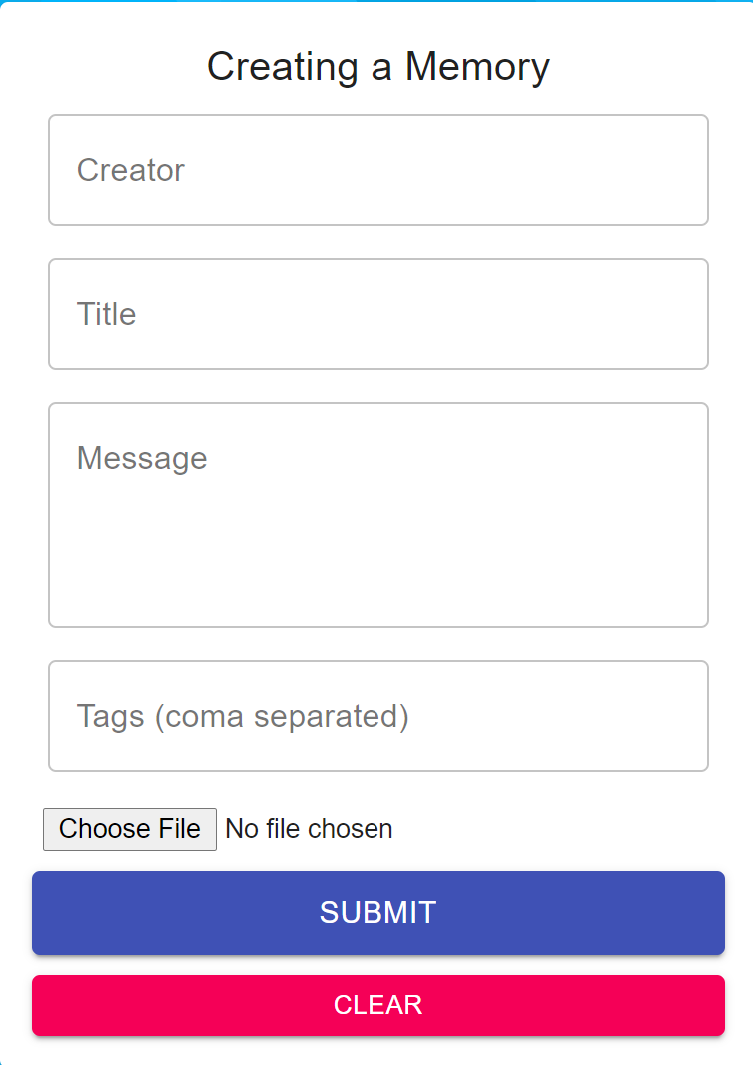 Creating a Memory
Creator
Title
Message
Tags (coma separated)
Choose File No file chosen
SUBMIT
CLEAR